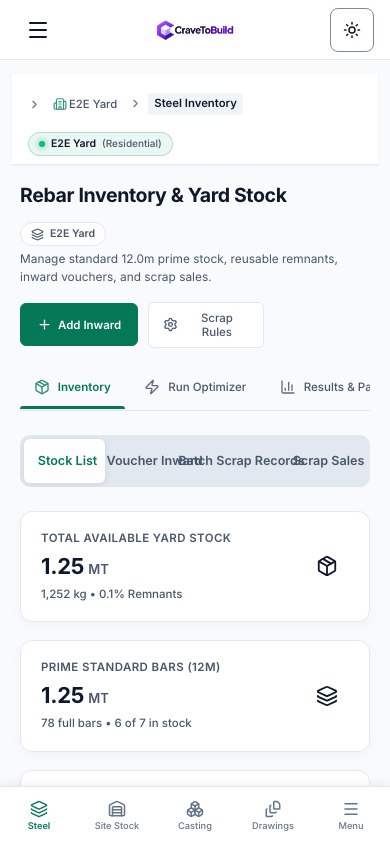 CraveToBuild
E2E Yard
Steel Inventory
E2E Yard (Residential)
Rebar Inventory & Yard Stock
E2E Yard
Manage standard 12.0m prime stock, reusable remnants,
inward vouchers, and scrap sales.
Add Inward
Scrap
Rules
Inventory
Run Optimizer
Results & Pa
Stock List
Voucher Inward
Batch Scrap Records
Scrap Sales
TOTAL AVAILABLE YARD STOCK
1.25 MT
1,252 kg • 0.1% Remnants
PRIME STANDARD BARS (12M)
1.25 MT
78 full bars • 6 of 7 in stock
Steel
Site Stock
Casting
Drawings
Menu